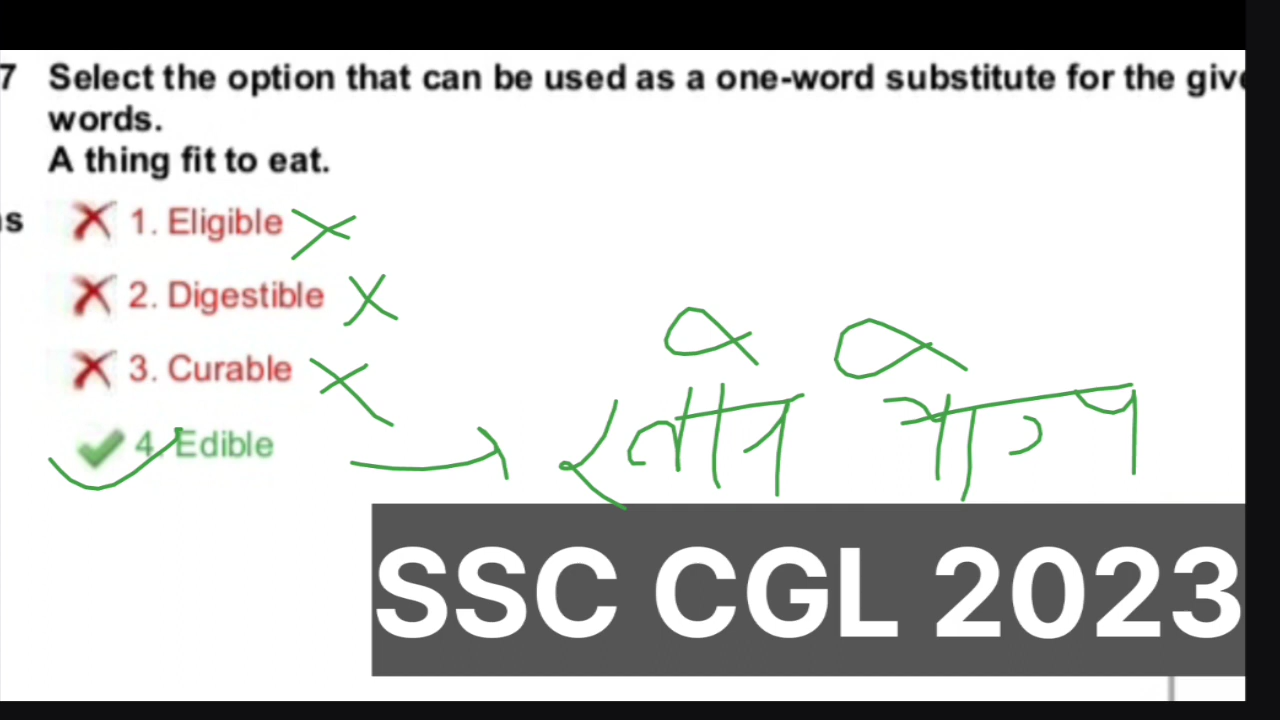 7 Select the option that can be used as a one-word substitute for the give
words.
A thing fit to eat.
s
1. Eligible
2. Digestible
3. Curable
4. Edible
SSC CGL 2023